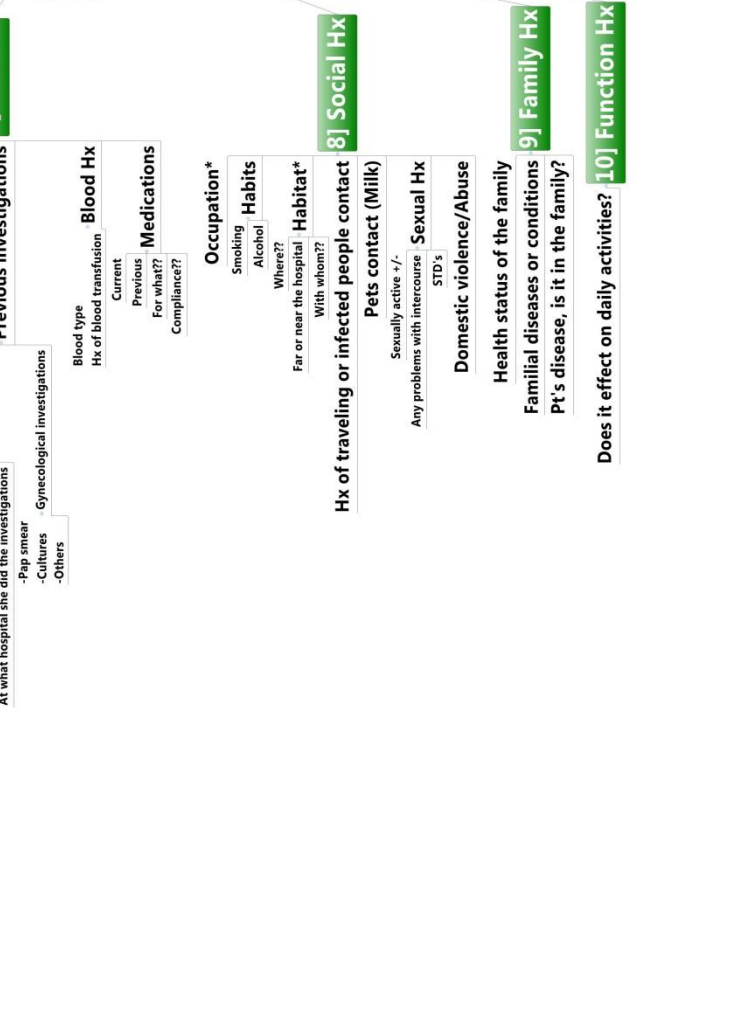 Previous Investigations
At what hospital she did the investigations
Gynecological investigations
-Pap smear
-Cultures
-Others
Blood Hx
Blood type
Hx of blood transfusion
Medications
Current
Previous
For what??
Compliance??
8] Social Hx
Occupation*
Habits
Smoking
Alcohol
Habitat*
Where??
Far or near the hospital
With whom??
Hx of traveling or infected people contact
Pets contact (Milk)
Sexual Hx
Sexually active +/-
Any problems with intercourse
STD's
Domestic violence/Abuse
9] Family Hx
Health status of the family
Familial diseases or conditions
Pt's disease, is it in the family?
10] Function Hx
Does it effect on daily activities?